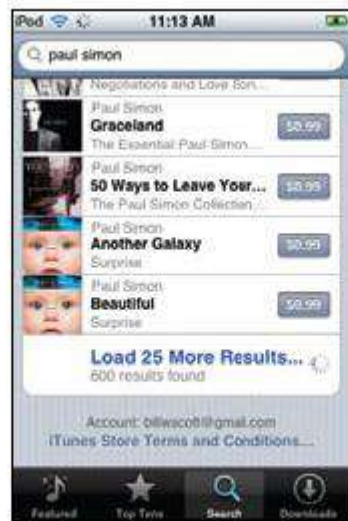 iPod 11:13 AM
paul simon
Negotiations and Love Son...
Paul Simon
Graceland
$0.99
The Essential Paul Simon...
Paul Simon
50 Ways to Leave Your...
$0.99
The Paul Simon Collection...
Paul Simon
Another Galaxy
$0.99
Surprise
Paul Simon
Beautiful
$0.99
Surprise
Load 25 More Results...
600 results found
Account: billwscott@gmail.com
iTunes Store Terms and Conditions...
Featured Top Tens Search Downloads